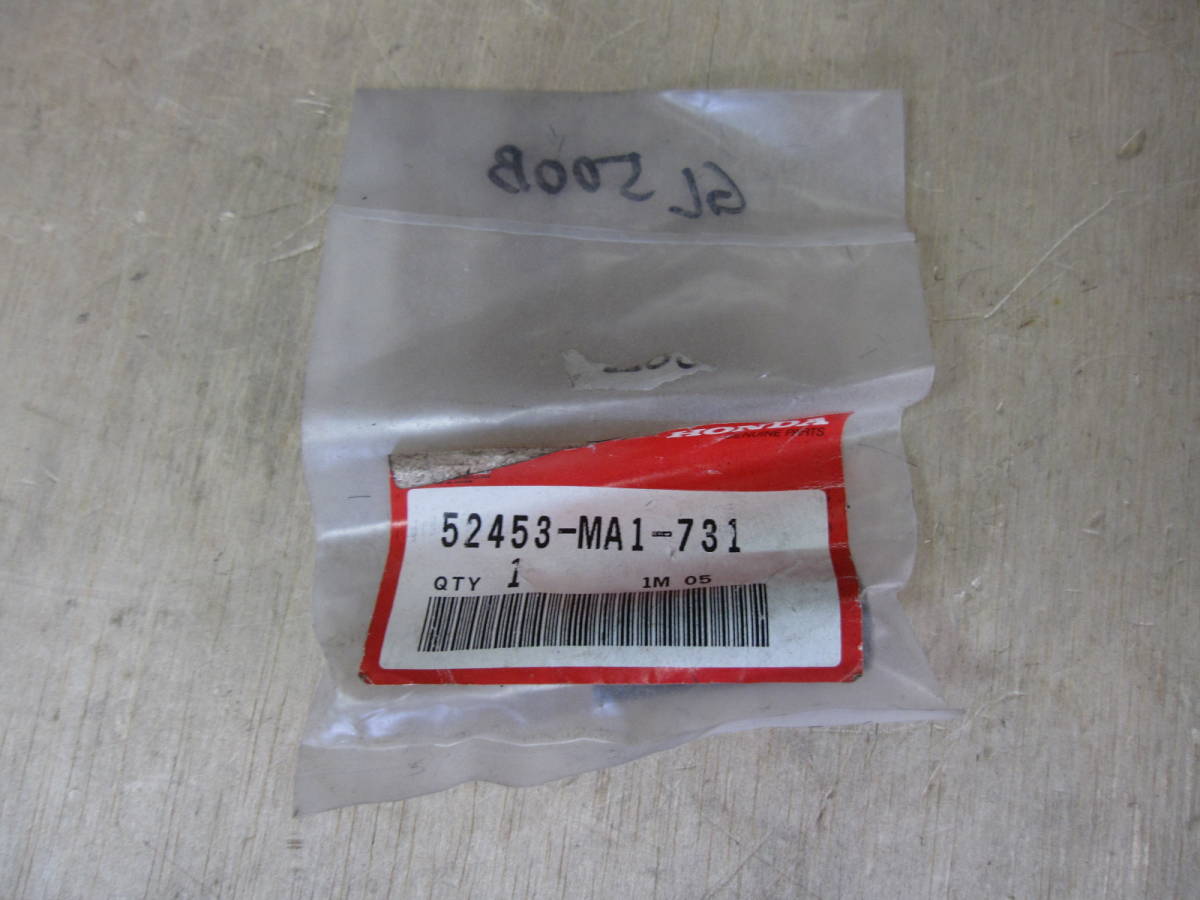 GL500B
HONDA
GENUINE PARTS
52453-MA1-731
QTY 1 1M 05